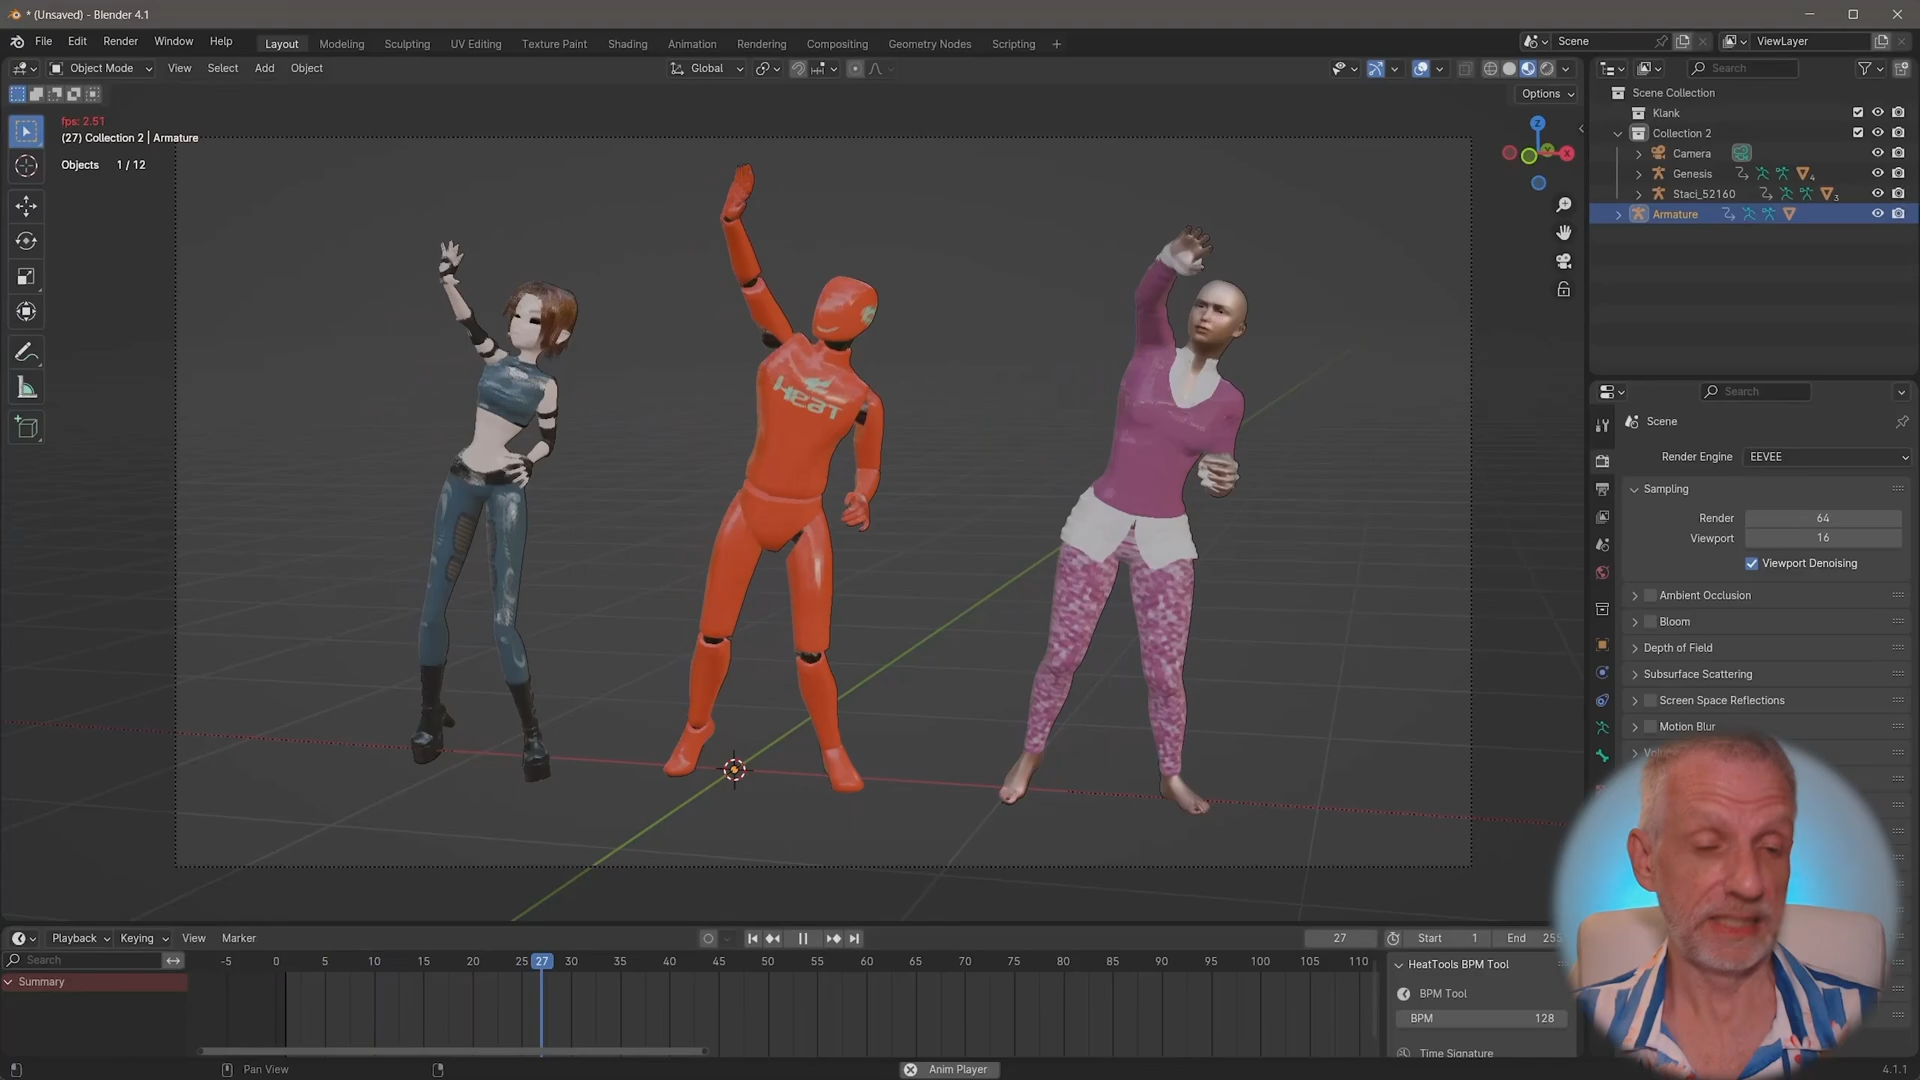 * (Unsaved) - Blender 4.1
File Edit Render Window Help Layout Modeling Sculpting UV Editing Texture Paint Shading Animation Rendering Compositing Geometry Nodes Scripting + Scene ViewLayer
Object Mode View Select Add Object Global Search
Options
fps: 2.51
(27) Collection 2 | Armature
Objects 1 / 12
Z
Y
X
HEAT
Scene Collection
Klank
Collection 2
Camera
Genesis 4
Staci_52160 3
Armature
Search
Scene
Render Engine EEVEE
Sampling
Render 64
Viewport 16
Viewport Denoising
Ambient Occlusion
Bloom
Depth of Field
Subsurface Scattering
Screen Space Reflections
Motion Blur
Playback Keying View Marker 27 Start 1 End 255
Search -5 0 5 10 15 20 25 27 30 35 40 45 50 55 60 65 70 75 80 85 90 95 100 105 110
Summary
HeatTools BPM Tool
BPM Tool
BPM 128
Time Signature
Pan View Anim Player 4.1.1